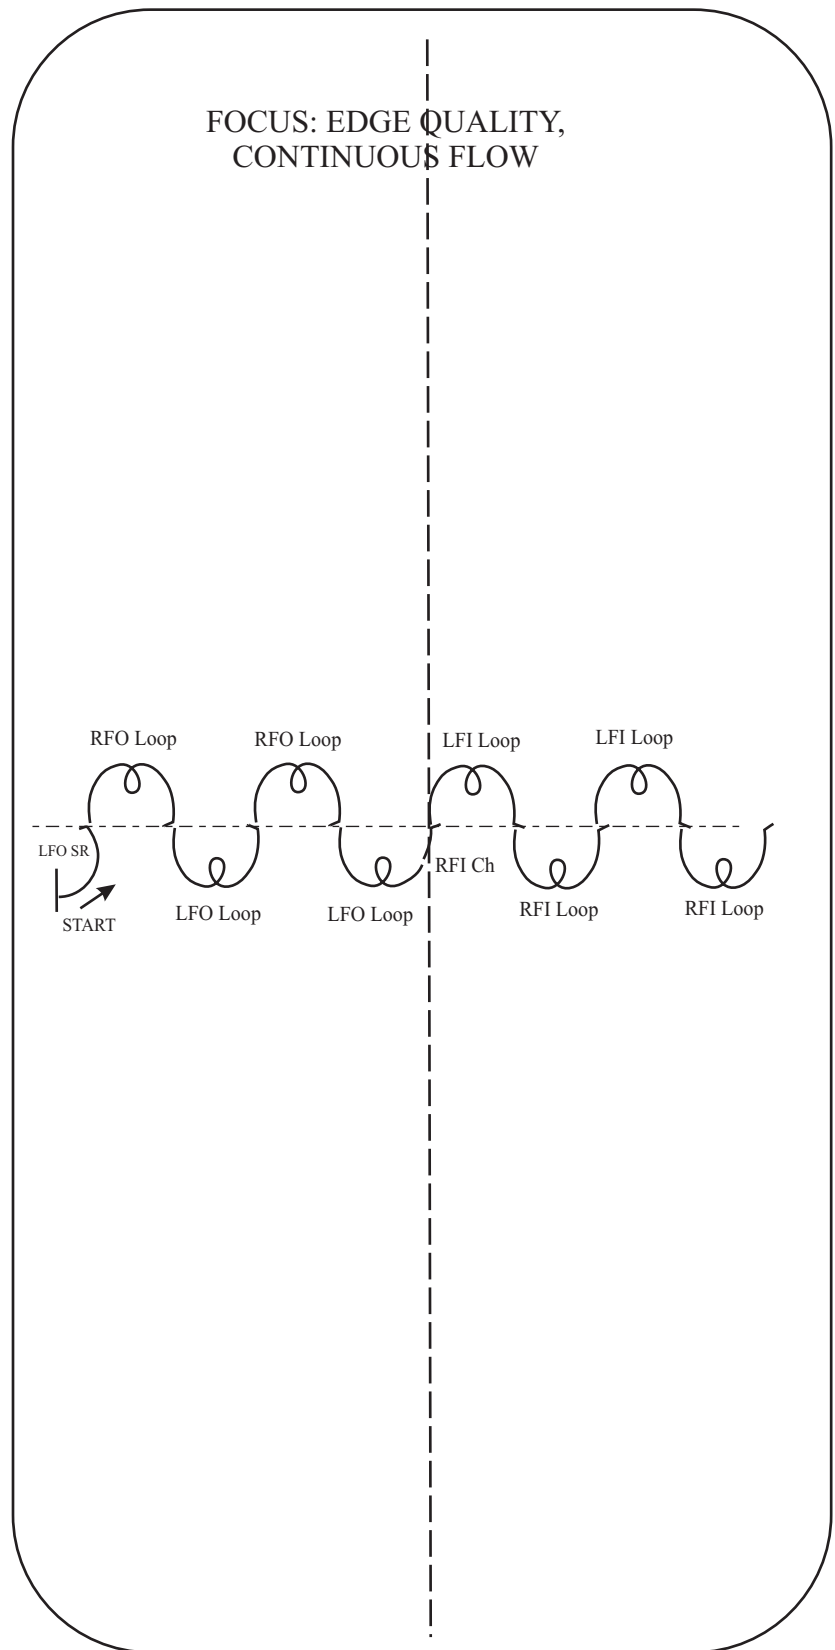 FOCUS: EDGE QUALITY,
CONTINUOUS FLOW
RFO Loop
RFO Loop
LFI Loop
LFI Loop
LFO SR
START
LFO Loop
LFO Loop
RFI Ch
RFI Loop
RFI Loop